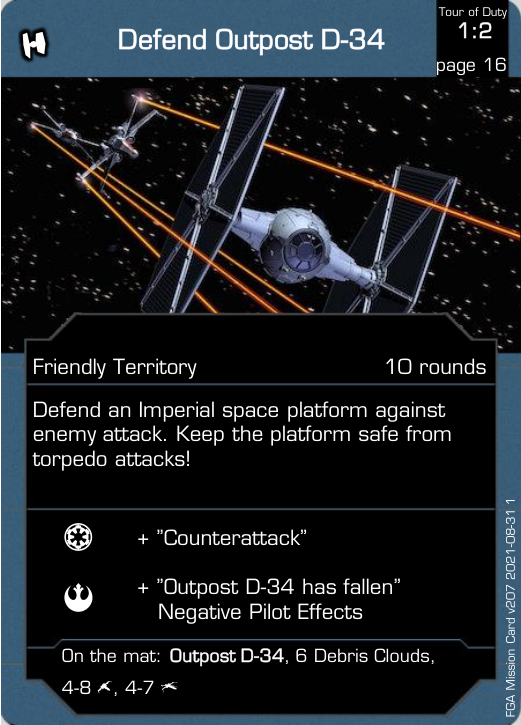 Tour of Duty
1:2
page 16
Defend Outpost D-34
Friendly Territory 10 rounds
Defend an Imperial space platform against
enemy attack. Keep the platform safe from
torpedo attacks!
+ "Counterattack"
+ "Outpost D-34 has fallen"
Negative Pilot Effects
On the mat: Outpost D-34, 6 Debris Clouds,
4-8 , 4-7
FGA Mission Card v207 2021-08-31 1